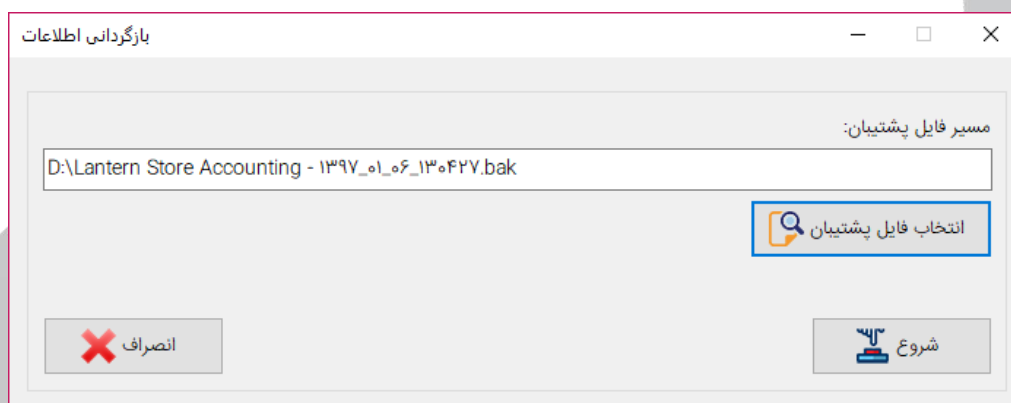 بازگردانی اطلاعات
مسیر فایل پشتیبان:
D:\Lantern Store Accounting - ۱۳۹۷_۰۱_۰۶_۱۳۰۴۲۷.bak
انتخاب فایل پشتیبان
شروع
انصراف